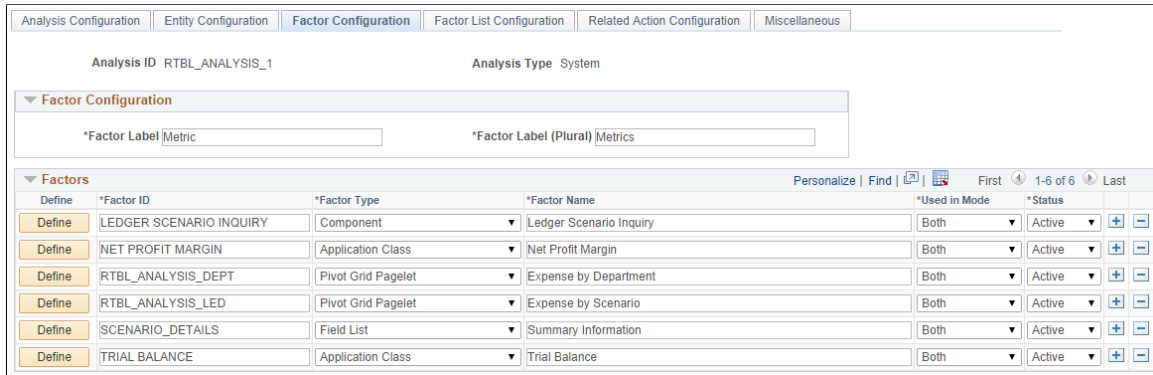 Analysis Configuration Entity Configuration Factor Configuration Factor List Configuration Related Action Configuration Miscellaneous
Analysis ID RTBL_ANALYSIS_1 Analysis Type System
Factor Configuration
*Factor Label Metric *Factor Label (Plural) Metrics
Factors Personalize | Find | | First 1-6 of 6 Last
Define *Factor ID *Factor Type *Factor Name *Used in Mode *Status
Define LEDGER SCENARIO INQUIRY Component Ledger Scenario Inquiry Both Active + −
Define NET PROFIT MARGIN Application Class Net Profit Margin Both Active + −
Define RTBL_ANALYSIS_DEPT Pivot Grid Pagelet Expense by Department Both Active + −
Define RTBL_ANALYSIS_LED Pivot Grid Pagelet Expense by Scenario Both Active + −
Define SCENARIO_DETAILS Field List Summary Information Both Active + −
Define TRIAL BALANCE Application Class Trial Balance Both Active + −